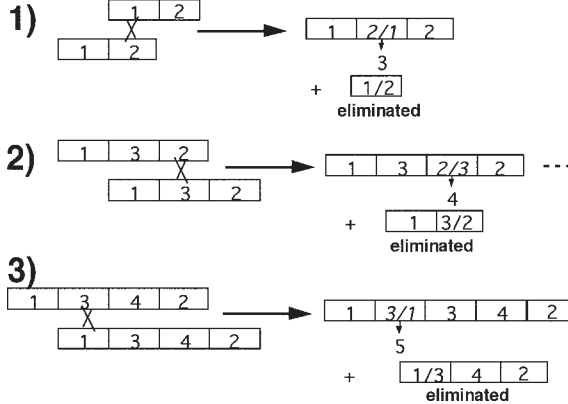 1)
1 2
1 2
1 2/1 2
3
+ 1/2
eliminated
2)
1 3 2
1 3 2
1 3 2/3 2
4
+ 1 3/2
eliminated
3)
1 3 4 2
1 3 4 2
1 3/1 3 4 2
5
+ 1/3 4 2
eliminated